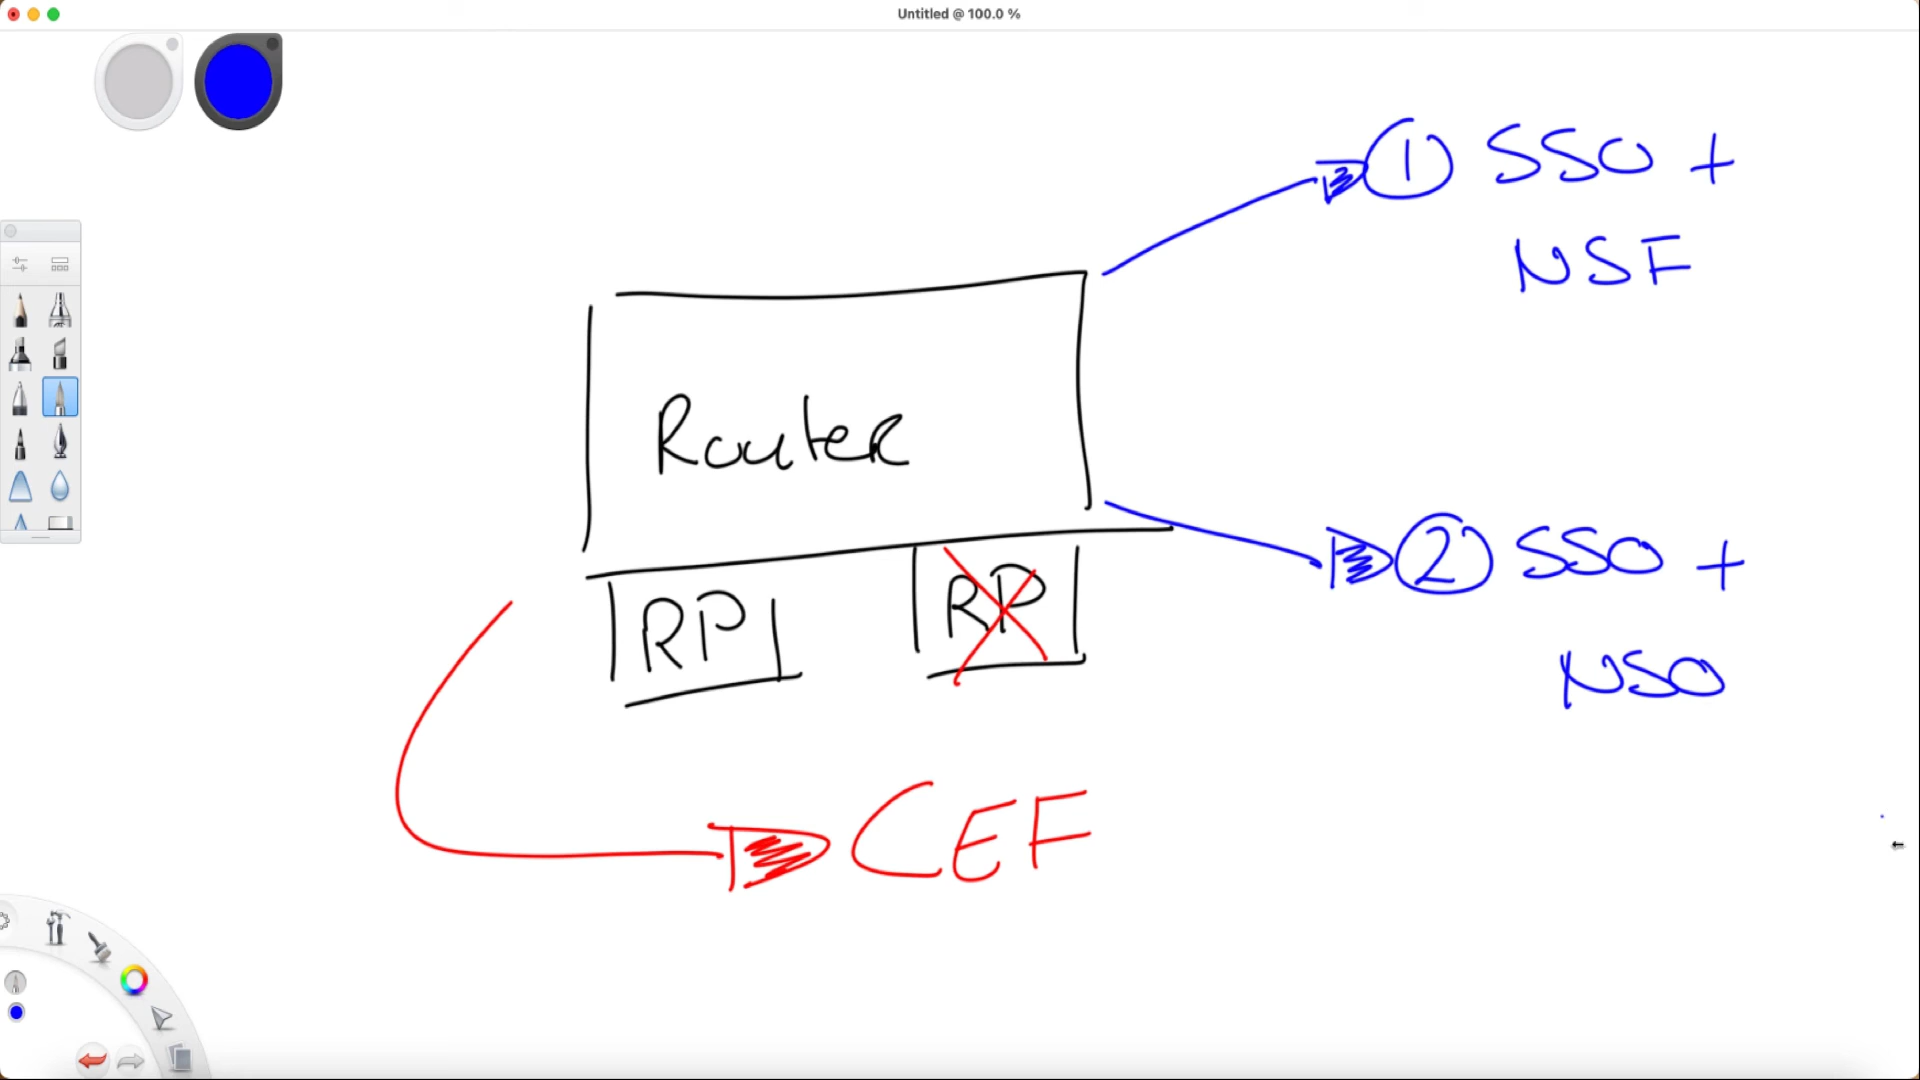 Untitled @ 100.0 %
① SSO +
NSF
Router
② SSO +
NSO
RP
RP
CEF